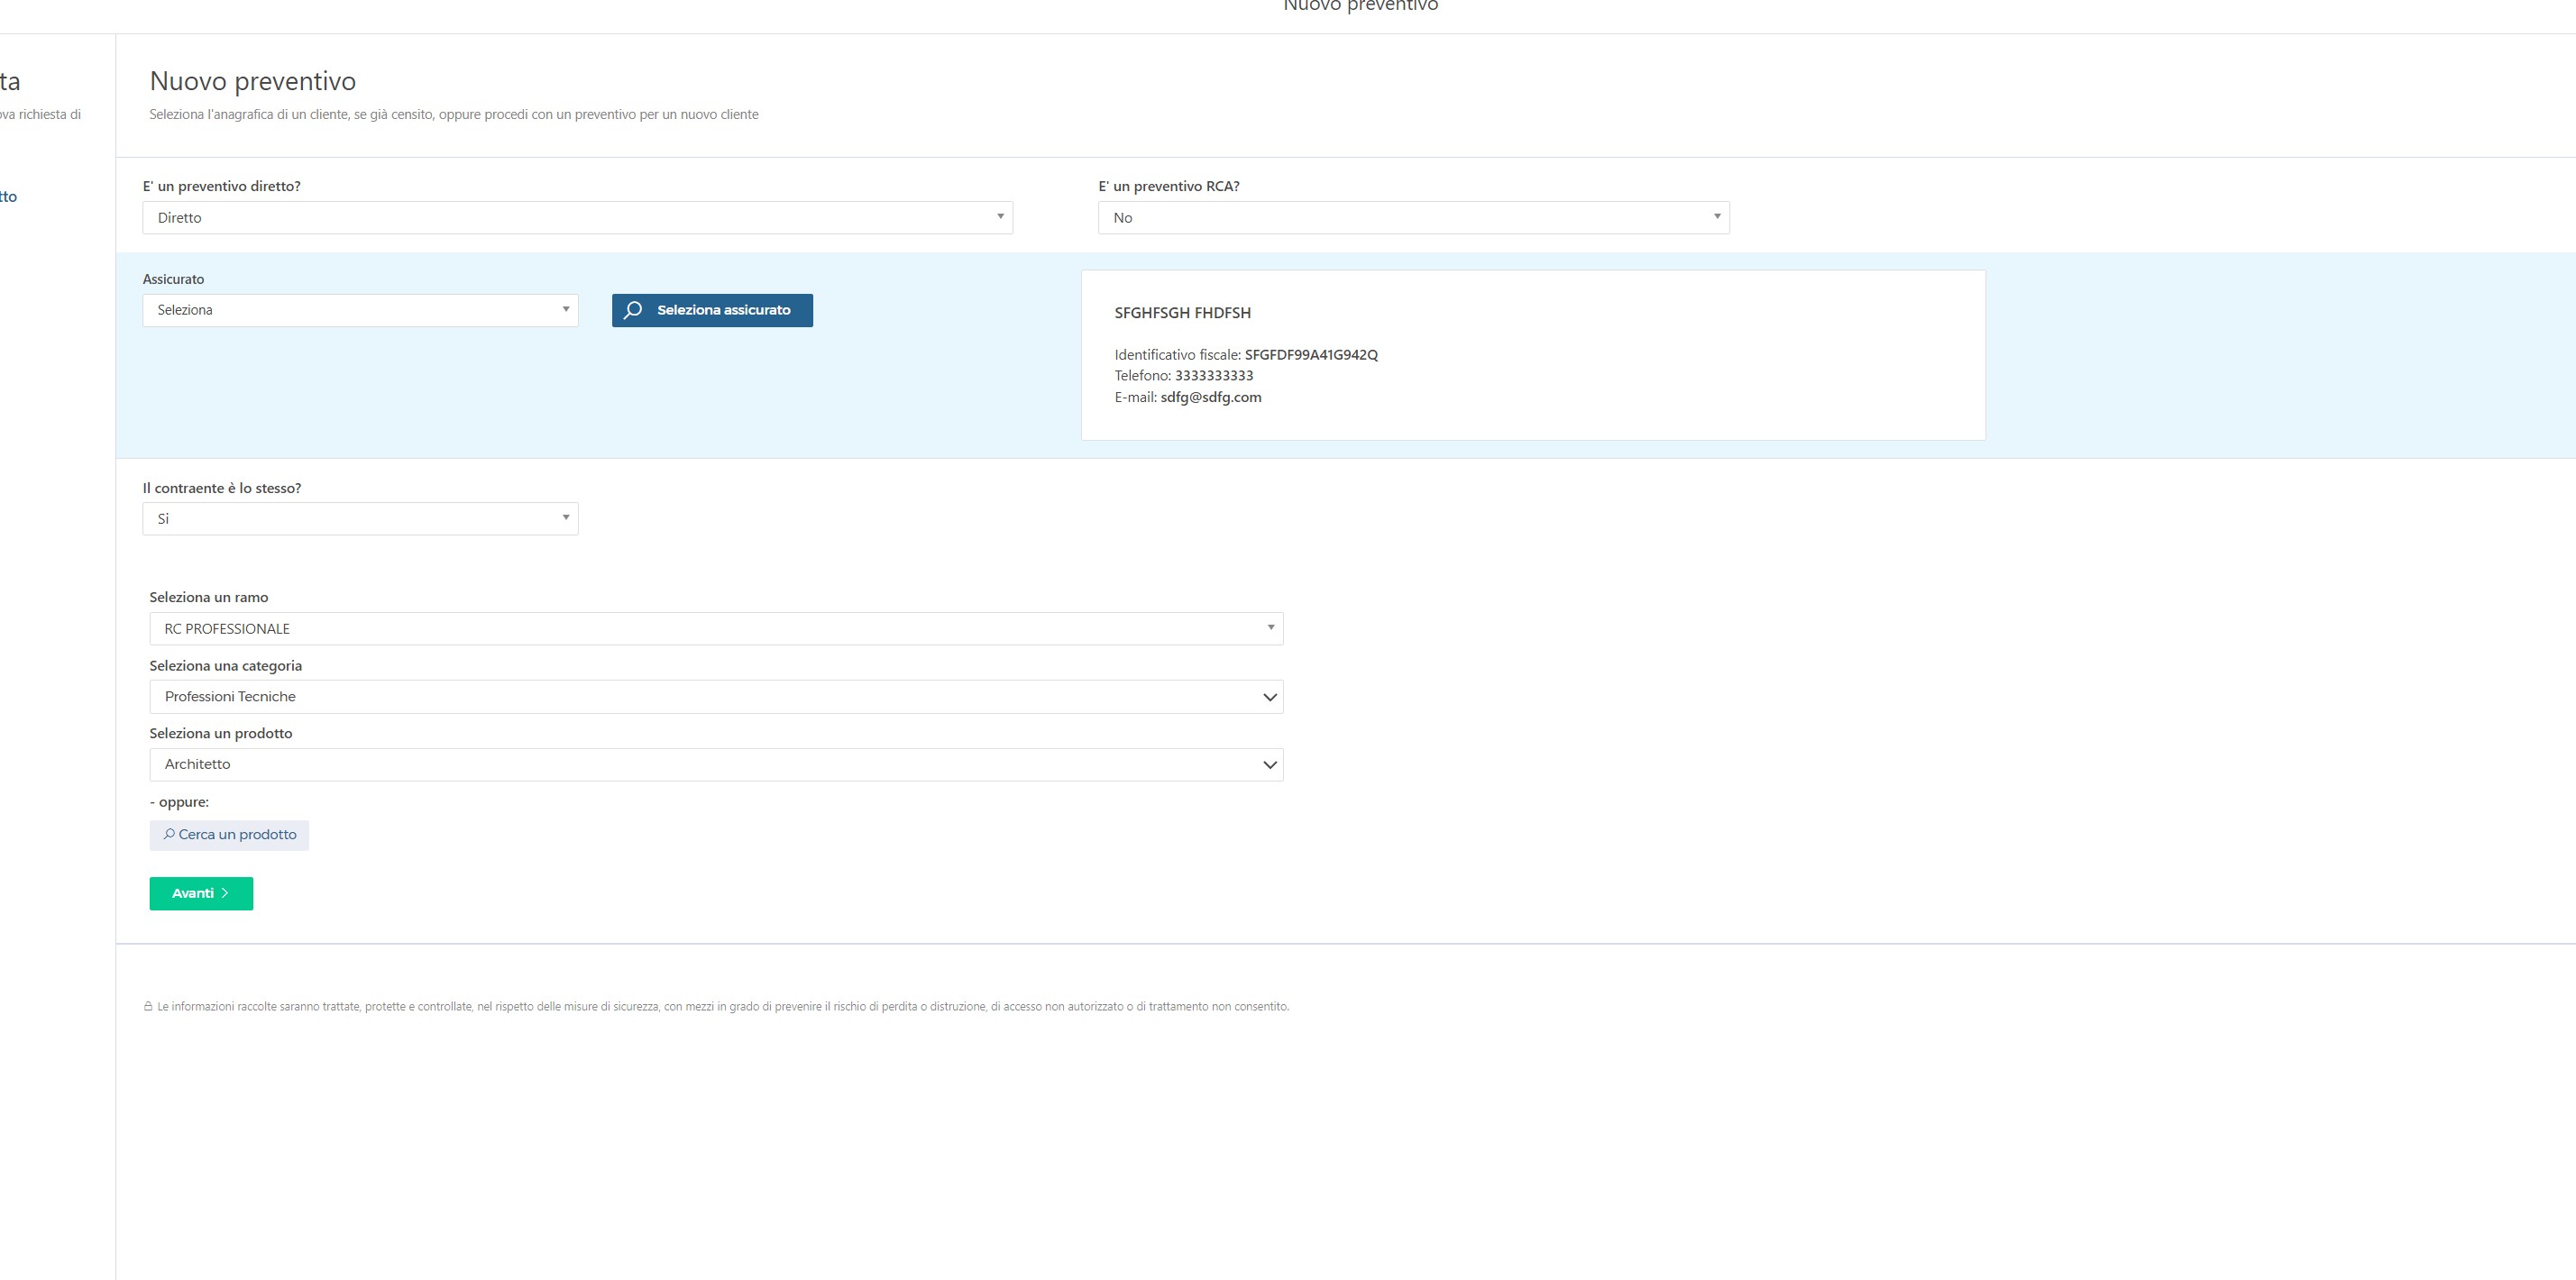 Nuovo preventivo
ta
va richiesta di
tto
Nuovo preventivo
Seleziona l'anagrafica di un cliente, se già censito, oppure procedi con un preventivo per un nuovo cliente
E' un preventivo diretto?
Diretto
E' un preventivo RCA?
No
Assicurato
Seleziona
Seleziona assicurato
SFGHFSGH FHDFSH
Identificativo fiscale: SFGFDF99A41G942Q
Telefono: 3333333333
E-mail: sdfg@sdfg.com
Il contraente è lo stesso?
Si
Seleziona un ramo
RC PROFESSIONALE
Seleziona una categoria
Professioni Tecniche
Seleziona un prodotto
Architetto
- oppure:
Cerca un prodotto
Avanti
Le informazioni raccolte saranno trattate, protette e controllate, nel rispetto delle misure di sicurezza, con mezzi in grado di prevenire il rischio di perdita o distruzione, di accesso non autorizzato o di trattamento non consentito.